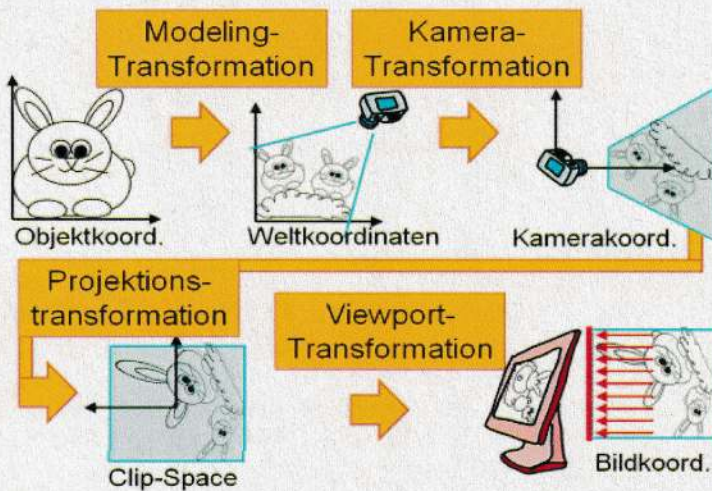 Modeling-
Transformation
Kamera-
Transformation
Objektkoord.
Weltkoordinaten
Kamerakoord.
Projektions-
transformation
Viewport-
Transformation
Clip-Space
Bildkoord.